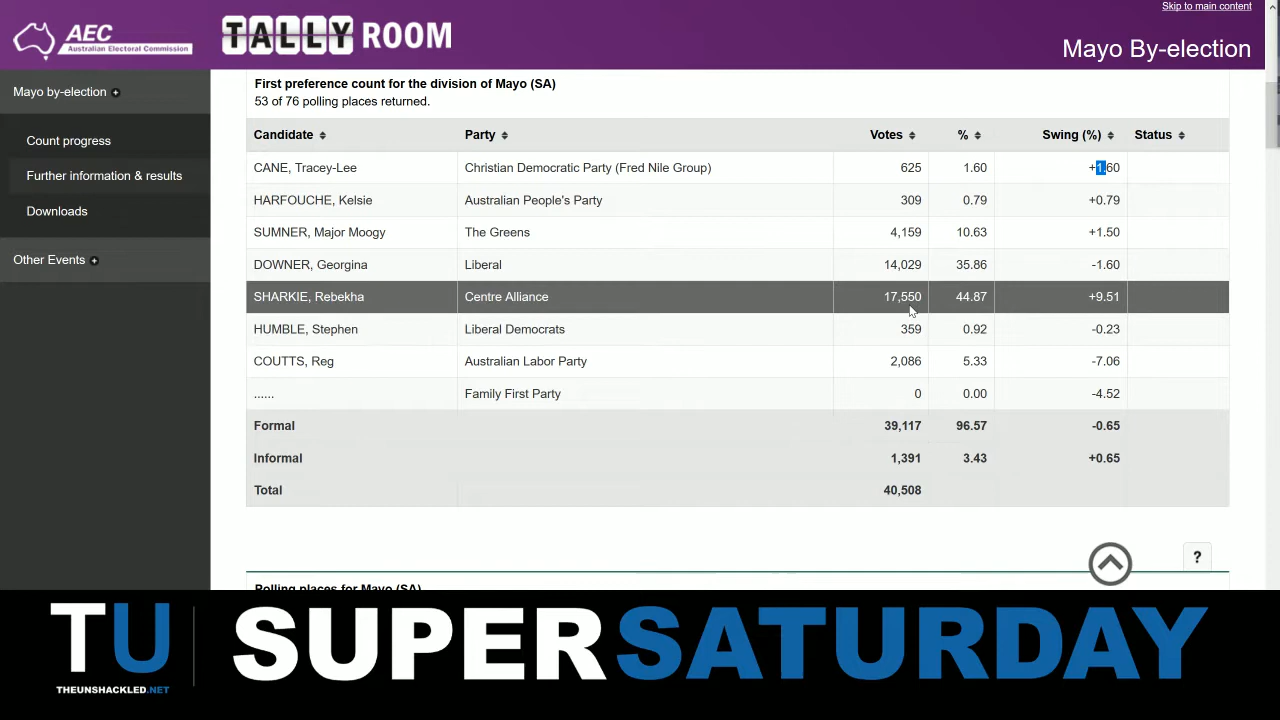 Skip to main content
AEC
Australian Electoral Commission
TALLY ROOM
Mayo By-election
Mayo by-election
Count progress
Further information & results
Downloads
Other Events
First preference count for the division of Mayo (SA)
53 of 76 polling places returned.
Candidate Party Votes % Swing (%) Status
CANE, Tracey-Lee Christian Democratic Party (Fred Nile Group) 625 1.60 +1.60
HARFOUCHE, Kelsie Australian People's Party 309 0.79 +0.79
SUMNER, Major Moogy The Greens 4,159 10.63 +1.50
DOWNER, Georgina Liberal 14,029 35.86 -1.60
SHARKIE, Rebekha Centre Alliance 17,550 44.87 +9.51
HUMBLE, Stephen Liberal Democrats 359 0.92 -0.23
COUTTS, Reg Australian Labor Party 2,086 5.33 -7.06
...... Family First Party 0 0.00 -4.52
Formal 39,117 96.57 -0.65
Informal 1,391 3.43 +0.65
Total 40,508
?
Polling places for Mayo (SA)
TU SUPERSATURDAY
THEUNSHACKLED.NET